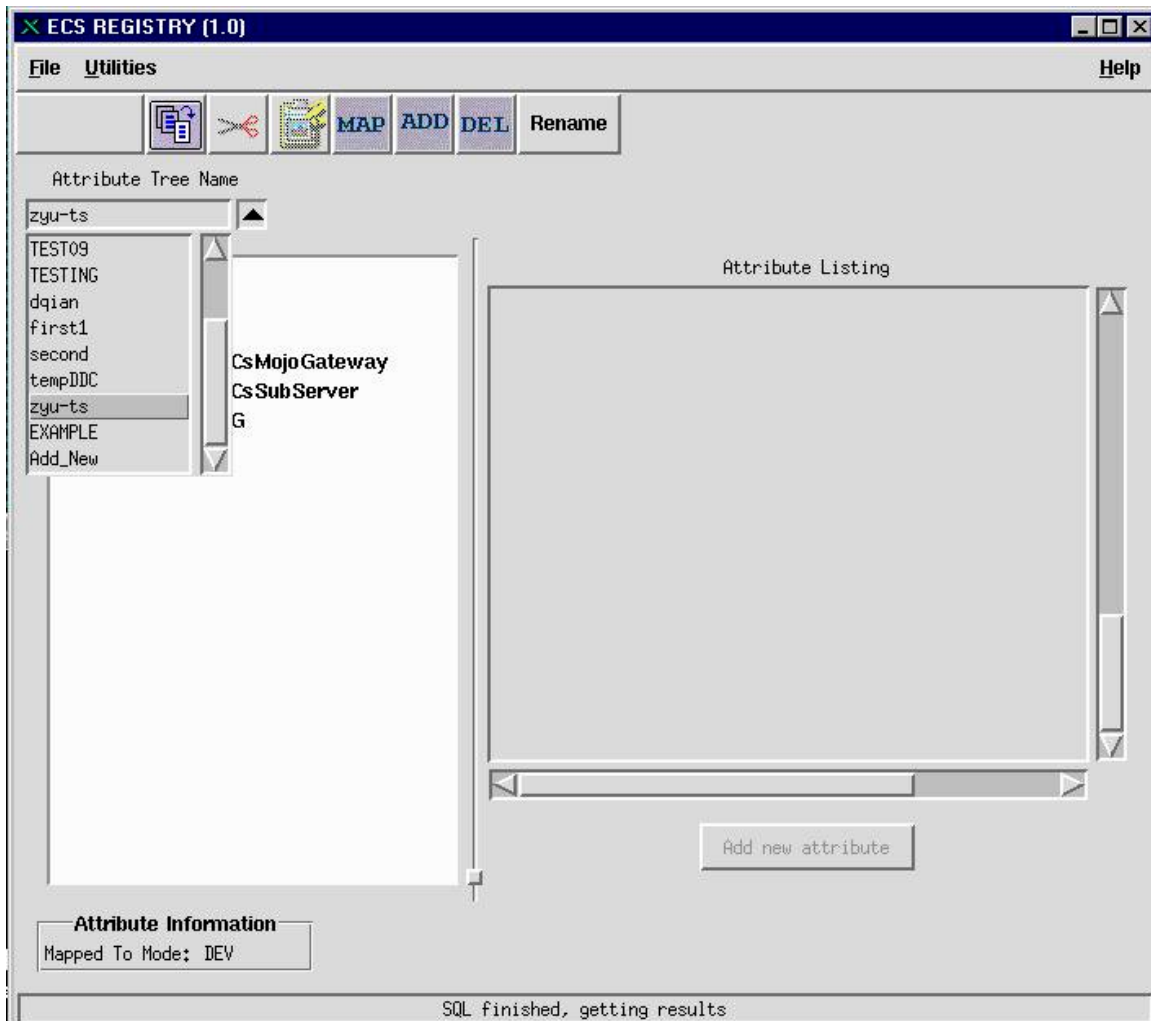 ECS REGISTRY (1.0)
File Utilities Help
MAP ADD DEL Rename
Attribute Tree Name
zyu-ts
TEST09
TESTING
dqian
first1
second
tempDDC
zyu-ts
EXAMPLE
Add_New
CsMojoGateway
CsSubServer
G
Attribute Listing
Add new attribute
Attribute Information
Mapped To Mode: DEV
SQL finished, getting results